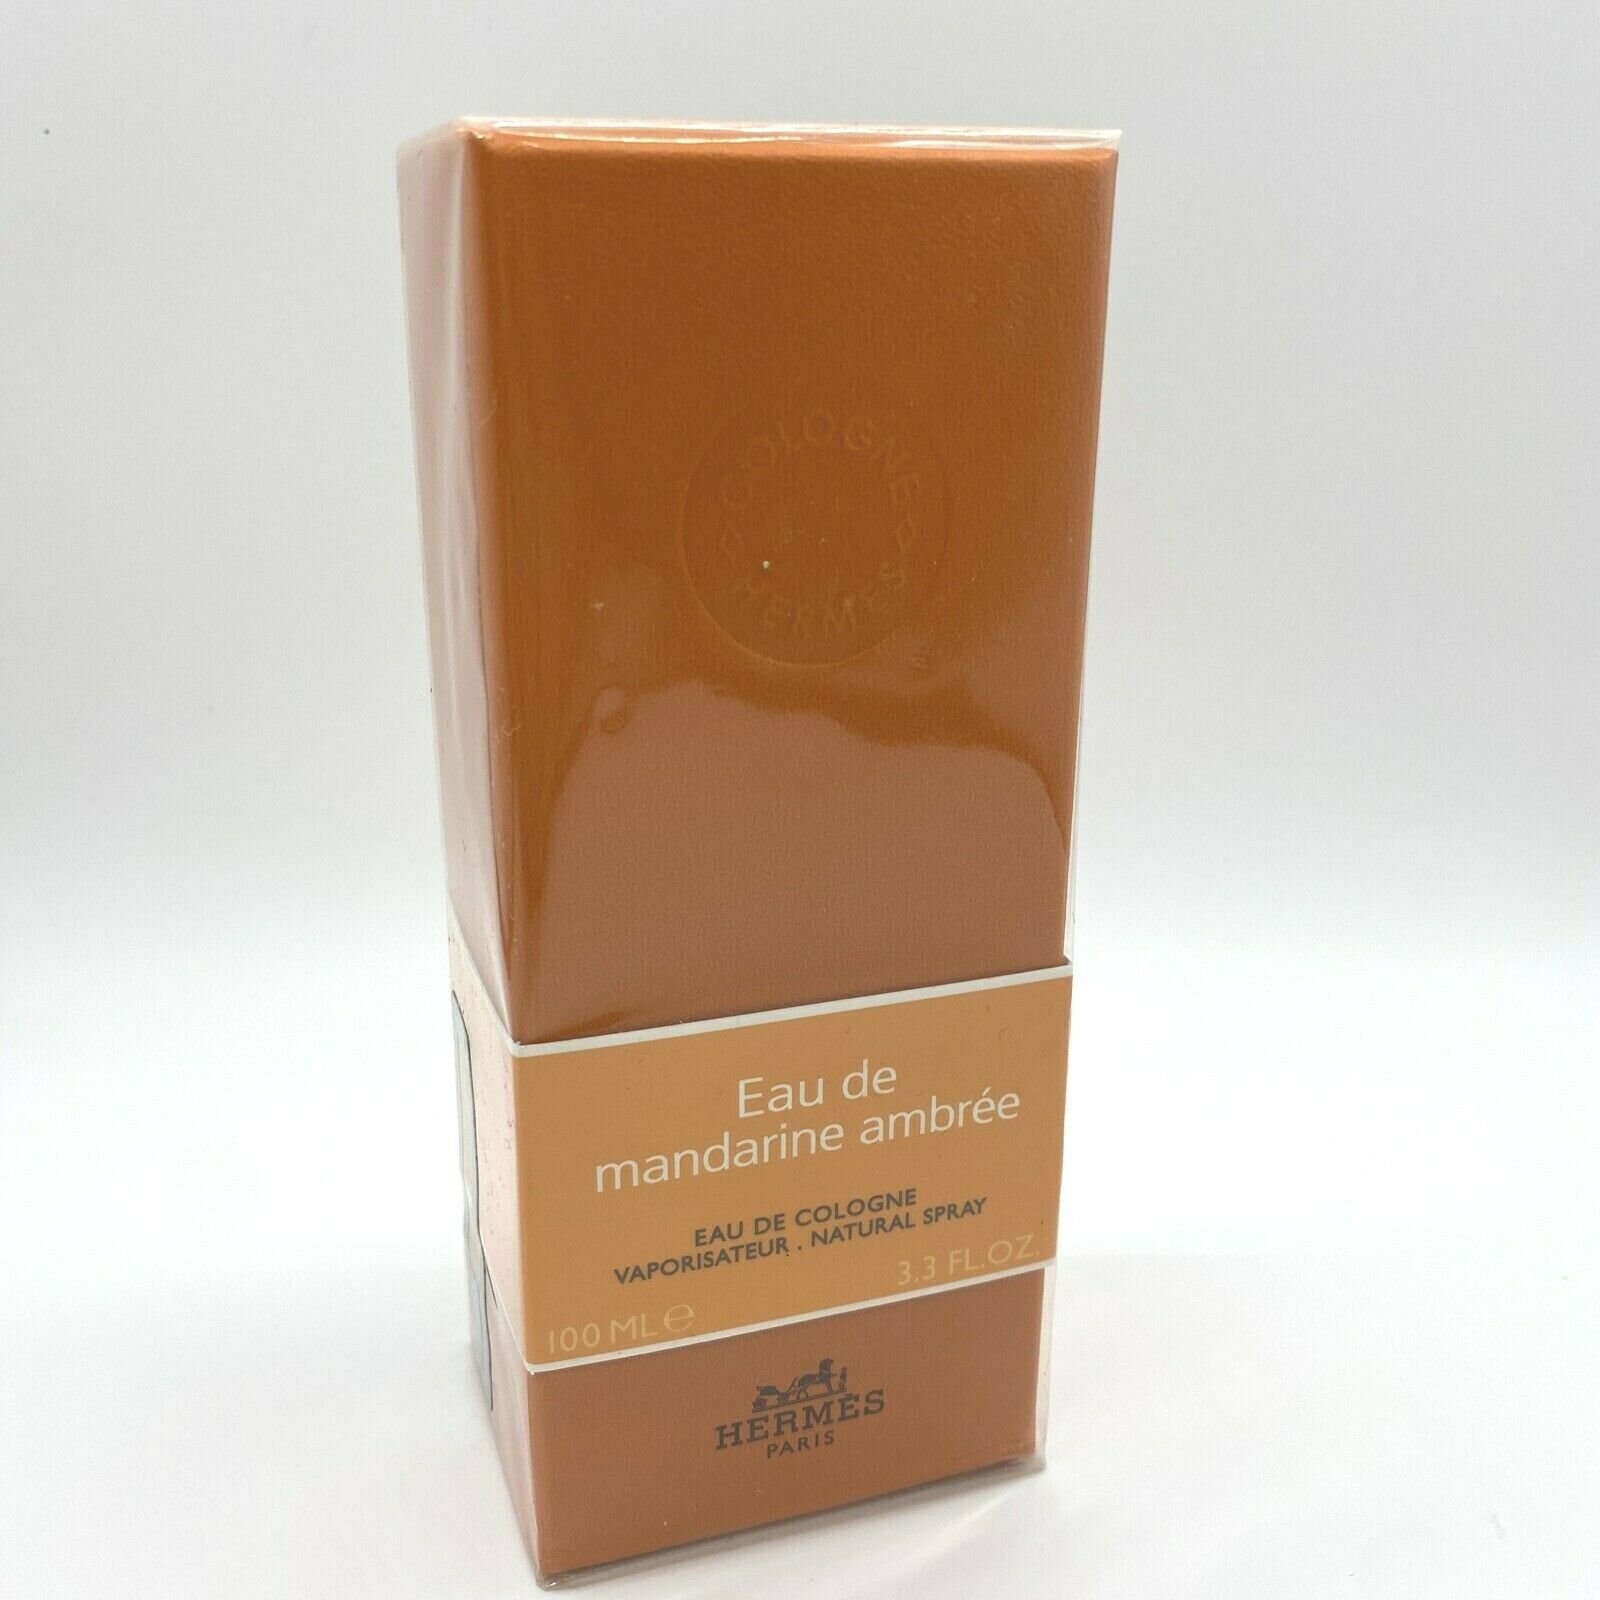 COLOGNE
HERMÈS
Eau de
mandarine ambrée
EAU DE COLOGNE
VAPORISATEUR . NATURAL SPRAY
100 ML ℮ 3.3 FL.OZ.
HERMÈS
PARIS